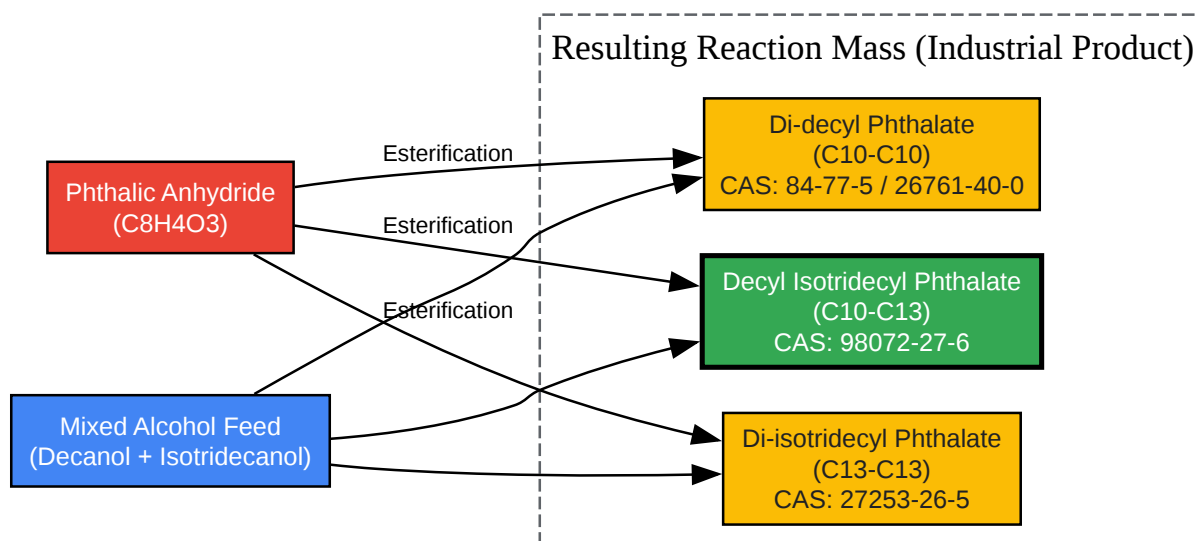 Resulting Reaction Mass (Industrial Product)
Phthalic Anhydride
(C8H4O3)
Mixed Alcohol Feed
(Decanol + Isotridecanol)
Esterification
Esterification
Esterification
Di-decyl Phthalate
(C10-C10)
CAS: 84-77-5 / 26761-40-0
Decyl Isotridecyl Phthalate
(C10-C13)
CAS: 98072-27-6
Di-isotridecyl Phthalate
(C13-C13)
CAS: 27253-26-5